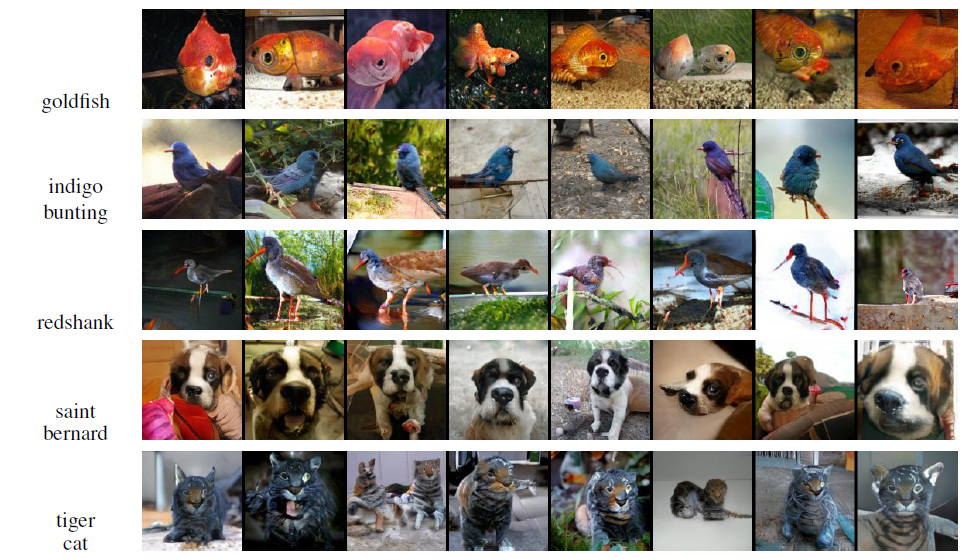 goldfish
indigo
bunting
redshank
saint
bernard
tiger
cat